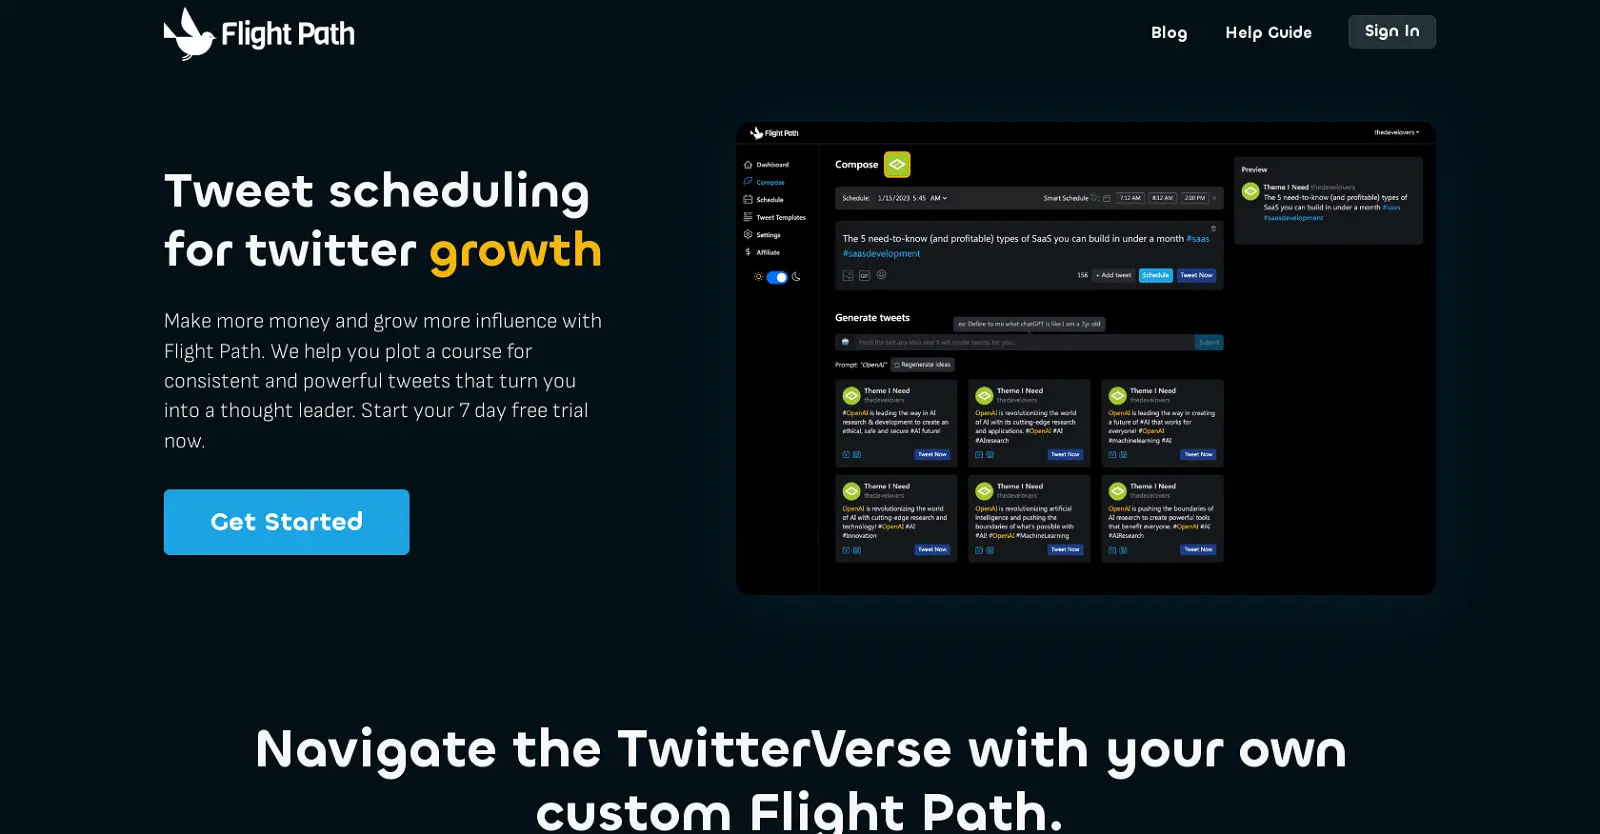 Flight Path
Blog
Help Guide
Sign In
Tweet scheduling
for twitter growth
Make more money and grow more influence with
Flight Path. We help you plot a course for
consistent and powerful tweets that turn you
into a thought leader. Start your 7 day free trial
now.
Get Started
Flight Path
thedevelovers
Dashboard
Compose
Schedule
Tweet Templates
Settings
Affiliate
Compose
Schedule: 1/15/2023 5:45 AM
Smart Schedule : 7:12 AM 8:12 AM 2:00 PM ×
The 5 need-to-know (and profitable) types of SaaS you can build in under a month #saas
#saasdevelopment
GIF
156 + Add tweet Schedule Tweet Now
Preview
Theme I Need thedevelovers
The 5 need-to-know (and profitable) types of
SaaS you can build in under a month #saas
#saasdevelopment
Generate tweets
ex: Define to me what chatGPT is like I am a 7yr old
Feed the bot any idea and it will create tweets for you...
Submit
Prompt: "OpenAI" Regenerate ideas
Theme I Need
thedevelovers
#OpenAI is leading the way in AI
research & development to create an
ethical, safe and secure #AI future!
Tweet Now
Theme I Need
thedevelovers
OpenAI is revolutionizing the world
of AI with its cutting-edge research
and applications. #OpenAI #AI
#AIresearch
Tweet Now
Theme I Need
thedevelovers
OpenAI is leading the way in creating
a future of #AI that works for
everyone! #OpenAI
#machinelearning #AI
Tweet Now
Theme I Need
thedevelovers
OpenAI is revolutionizing the world
of AI with cutting-edge research and
technology! #OpenAI #AI
#Innovation
Tweet Now
Theme I Need
thedevelovers
OpenAI is revolutionizing artificial
intelligence and pushing the
boundaries of what's possible with
#AI! #OpenAI #MachineLearning
Tweet Now
Theme I Need
thedevelovers
OpenAI is pushing the boundaries of
AI research to create powerful tools
that benefit everyone. #OpenAI #AI
#AIResearch
Tweet Now
Navigate the TwitterVerse with your own
custom Flight Path.